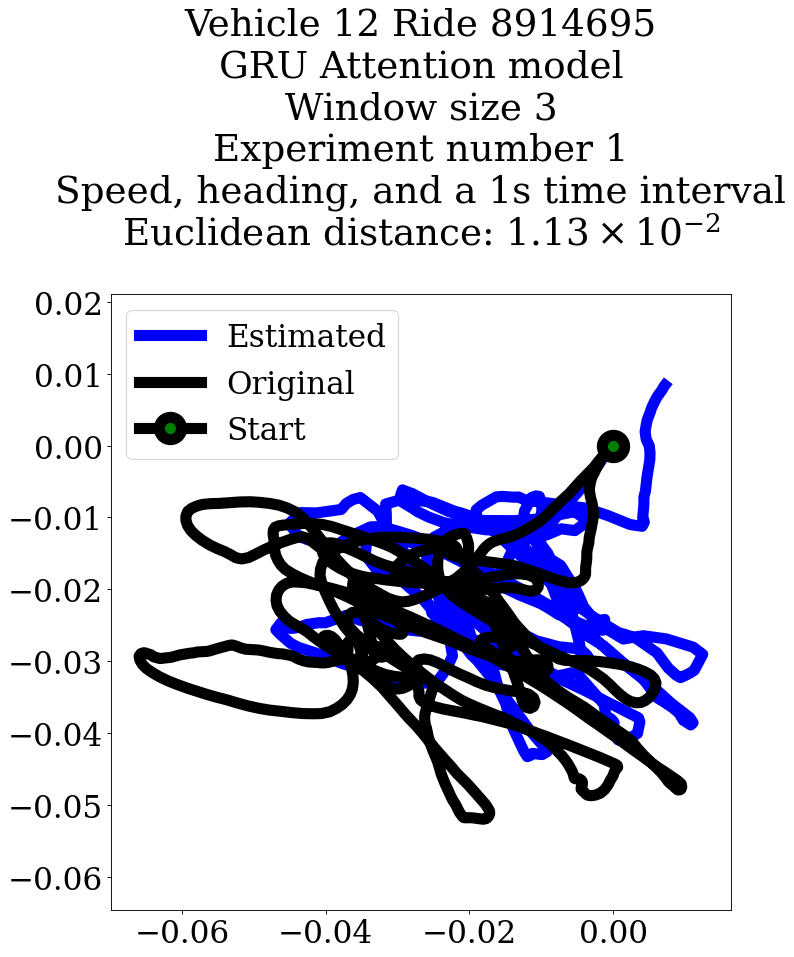 Vehicle 12 Ride 8914695
GRU Attention model
Window size 3
Experiment number 1
Speed, heading, and a 1s time interval
Euclidean distance: 1.13 × 10⁻²
Estimated
Original
Start
0.02
0.01
0.00
−0.01
−0.02
−0.03
−0.04
−0.05
−0.06
−0.06 −0.04 −0.02 0.00